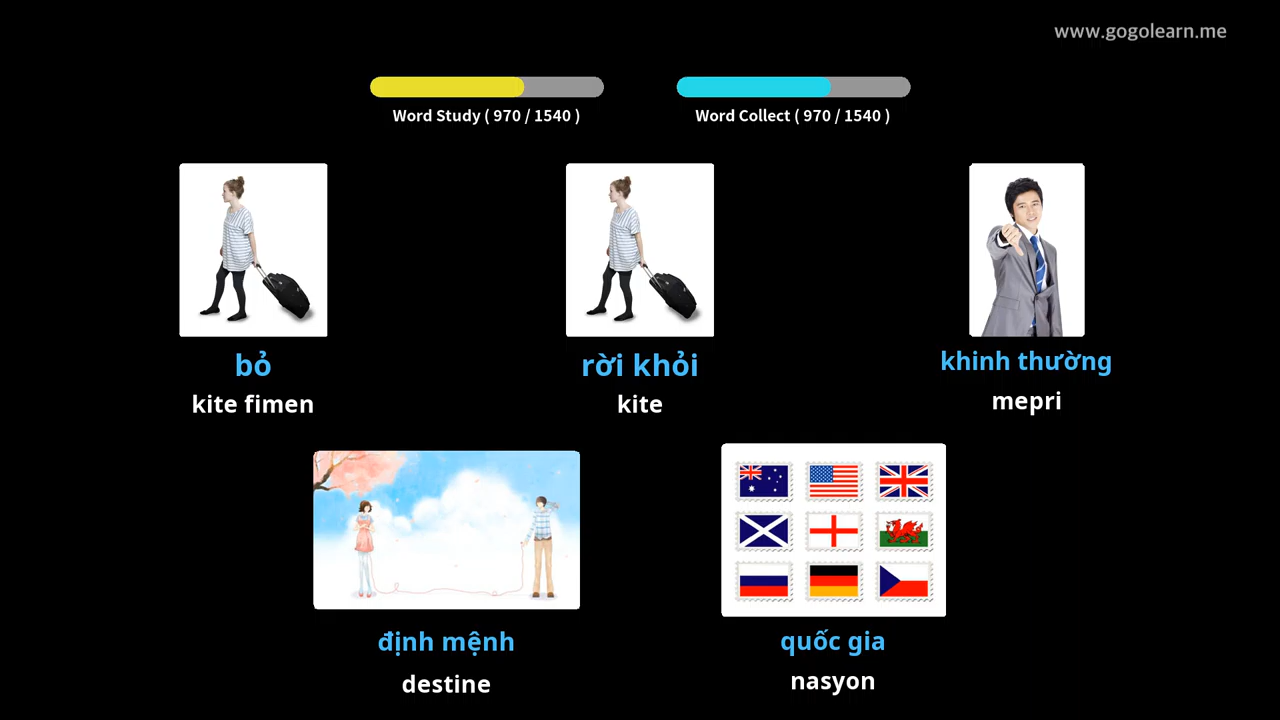 www.gogolearn.me
Word Study ( 970 / 1540 )
Word Collect ( 970 / 1540 )
bỏ
kite fimen
rời khỏi
kite
khinh thường
mepri
định mệnh
destine
quốc gia
nasyon